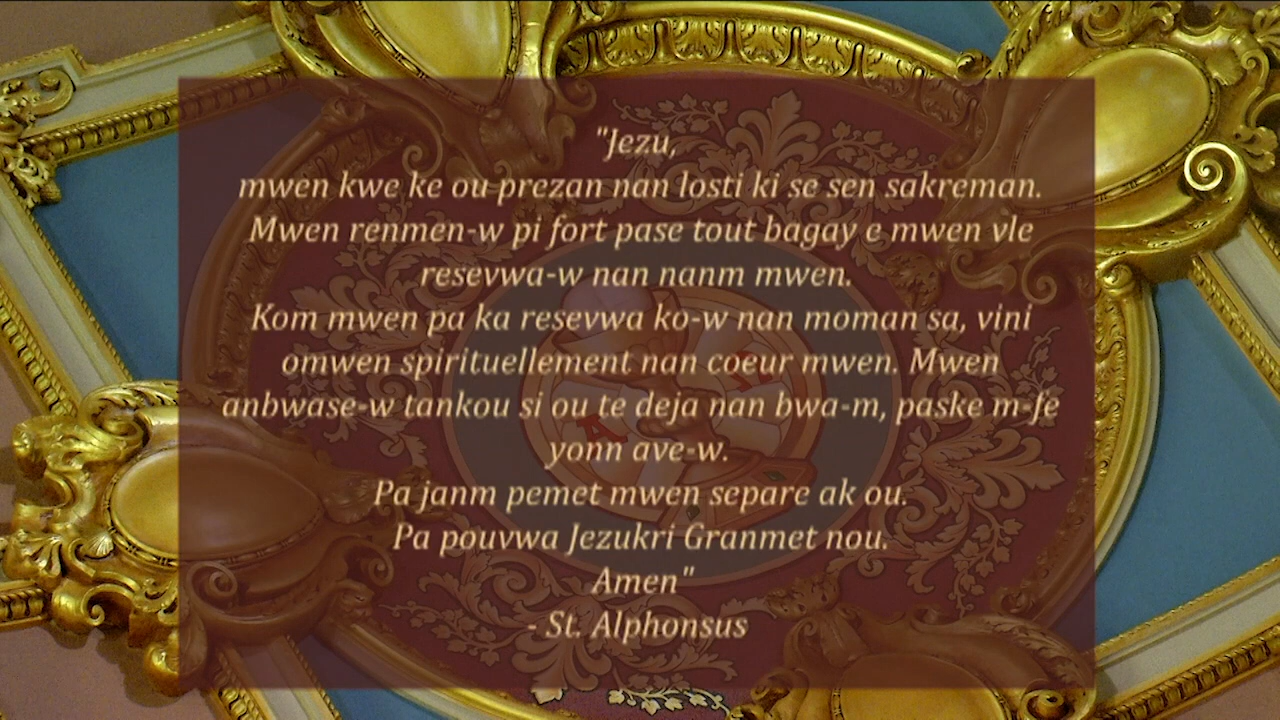 "Jezu,
mwen kwe ke ou prezan nan losti ki se sen sakreman.
Mwen renmen-w pi fort pase tout bagay e mwen vle
resevwa-w nan nanm mwen.
Kom mwen pa ka resevwa ko-w nan moman sa, vini
omwen spirituellement nan coeur mwen. Mwen
anbwase-w tankou si ou te deja nan bwa-m, paske m-fe
yonn ave-w.
Pa janm pemet mwen separe ak ou.
Pa pouvwa Jezukri Granmet nou.
Amen"
- St. Alphonsus